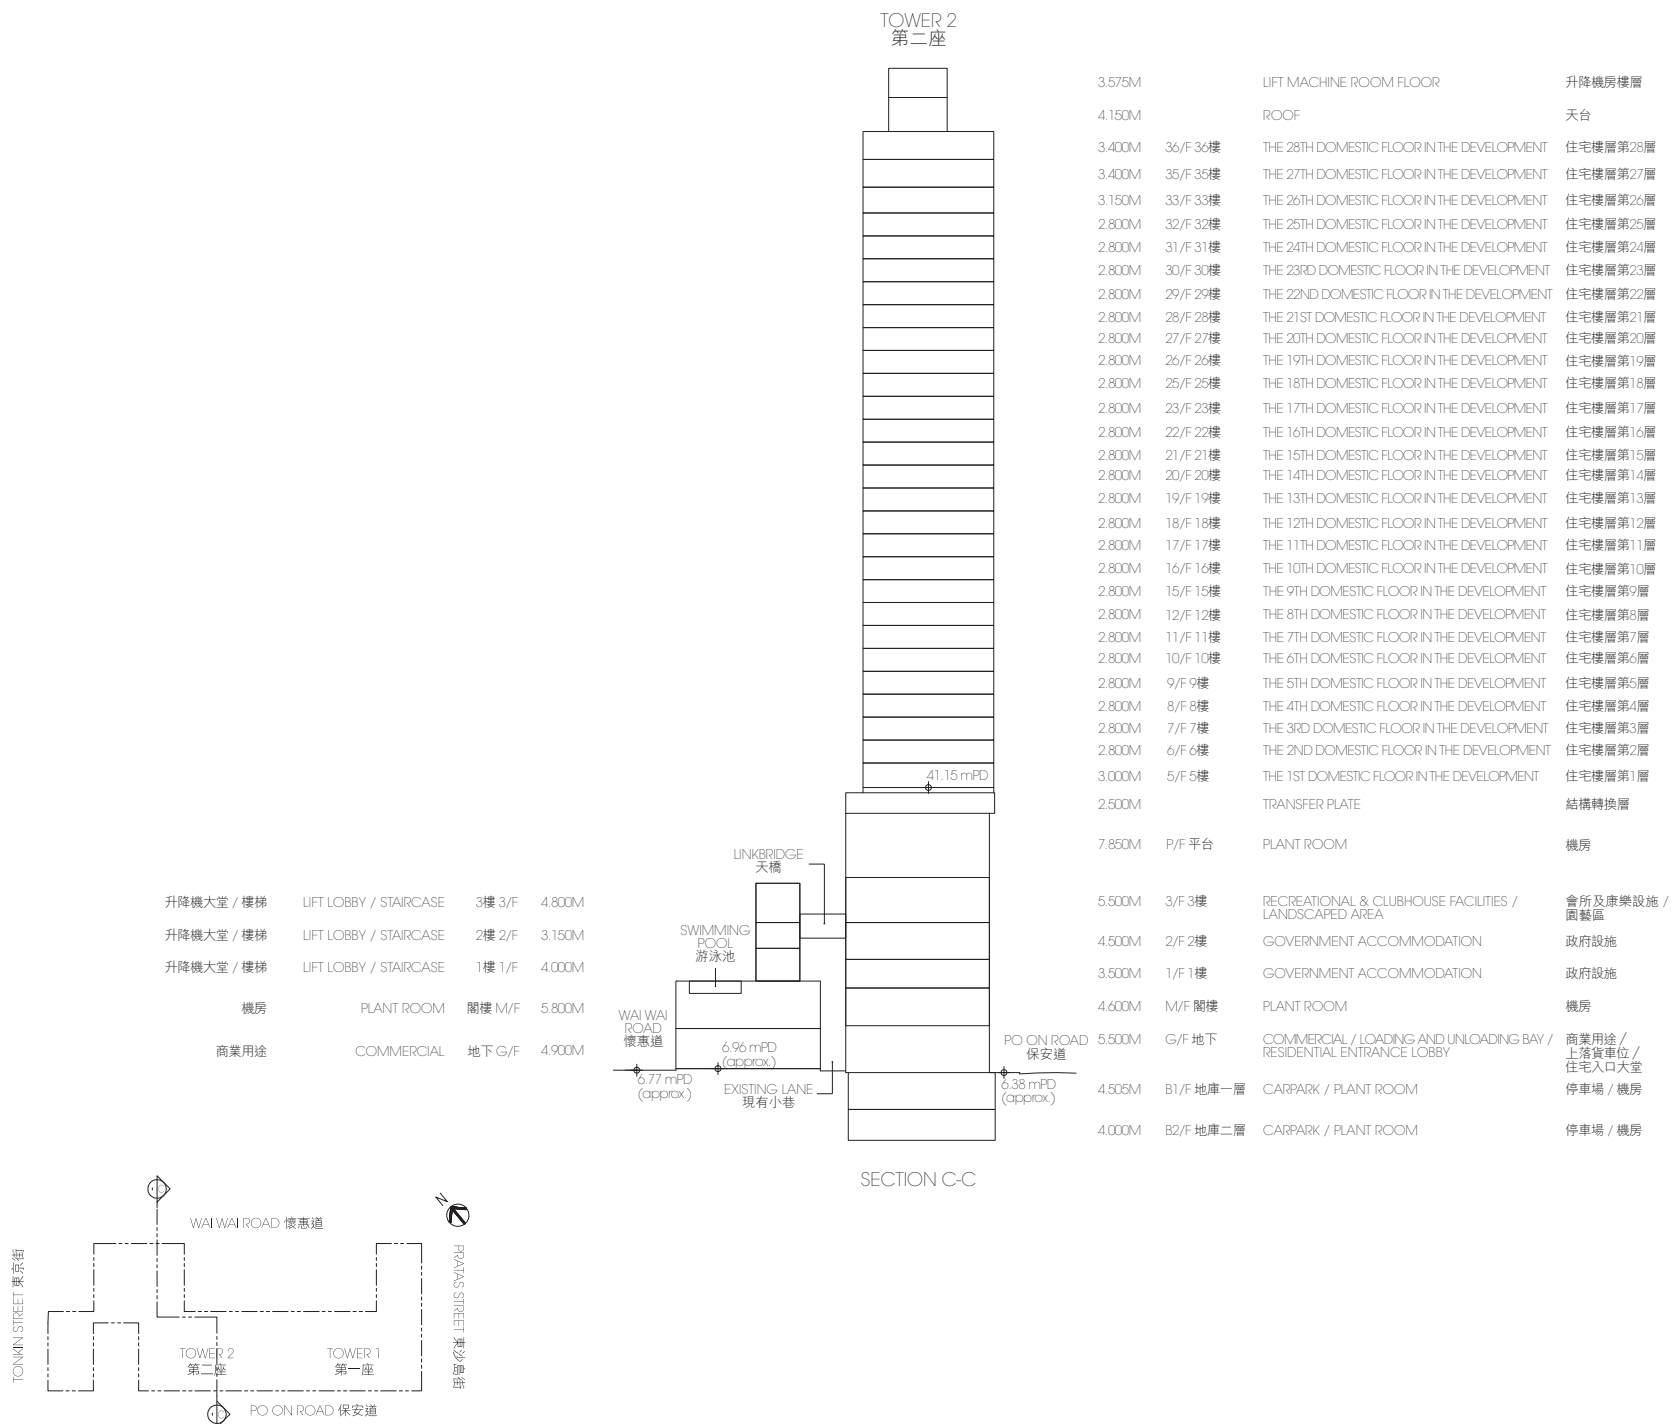 TOWER 2
第二座
3.575M LIFT MACHINE ROOM FLOOR 升降機房樓層
4.150M ROOF 天台
3.400M 36/F 36樓 THE 28TH DOMESTIC FLOOR IN THE DEVELOPMENT 住宅樓層第28層
3.400M 35/F 35樓 THE 27TH DOMESTIC FLOOR IN THE DEVELOPMENT 住宅樓層第27層
3.150M 33/F 33樓 THE 26TH DOMESTIC FLOOR IN THE DEVELOPMENT 住宅樓層第26層
2.800M 32/F 32樓 THE 25TH DOMESTIC FLOOR IN THE DEVELOPMENT 住宅樓層第25層
2.800M 31/F 31樓 THE 24TH DOMESTIC FLOOR IN THE DEVELOPMENT 住宅樓層第24層
2.800M 30/F 30樓 THE 23RD DOMESTIC FLOOR IN THE DEVELOPMENT 住宅樓層第23層
2.800M 29/F 29樓 THE 22ND DOMESTIC FLOOR IN THE DEVELOPMENT 住宅樓層第22層
2.800M 28/F 28樓 THE 21ST DOMESTIC FLOOR IN THE DEVELOPMENT 住宅樓層第21層
2.800M 27/F 27樓 THE 20TH DOMESTIC FLOOR IN THE DEVELOPMENT 住宅樓層第20層
2.800M 26/F 26樓 THE 19TH DOMESTIC FLOOR IN THE DEVELOPMENT 住宅樓層第19層
2.800M 25/F 25樓 THE 18TH DOMESTIC FLOOR IN THE DEVELOPMENT 住宅樓層第18層
2.800M 23/F 23樓 THE 17TH DOMESTIC FLOOR IN THE DEVELOPMENT 住宅樓層第17層
2.800M 22/F 22樓 THE 16TH DOMESTIC FLOOR IN THE DEVELOPMENT 住宅樓層第16層
2.800M 21/F 21樓 THE 15TH DOMESTIC FLOOR IN THE DEVELOPMENT 住宅樓層第15層
2.800M 20/F 20樓 THE 14TH DOMESTIC FLOOR IN THE DEVELOPMENT 住宅樓層第14層
2.800M 19/F 19樓 THE 13TH DOMESTIC FLOOR IN THE DEVELOPMENT 住宅樓層第13層
2.800M 18/F 18樓 THE 12TH DOMESTIC FLOOR IN THE DEVELOPMENT 住宅樓層第12層
2.800M 17/F 17樓 THE 11TH DOMESTIC FLOOR IN THE DEVELOPMENT 住宅樓層第11層
2.800M 16/F 16樓 THE 10TH DOMESTIC FLOOR IN THE DEVELOPMENT 住宅樓層第10層
2.800M 15/F 15樓 THE 9TH DOMESTIC FLOOR IN THE DEVELOPMENT 住宅樓層第9層
2.800M 12/F 12樓 THE 8TH DOMESTIC FLOOR IN THE DEVELOPMENT 住宅樓層第8層
2.800M 11/F 11樓 THE 7TH DOMESTIC FLOOR IN THE DEVELOPMENT 住宅樓層第7層
2.800M 10/F 10樓 THE 6TH DOMESTIC FLOOR IN THE DEVELOPMENT 住宅樓層第6層
2.800M 9/F 9樓 THE 5TH DOMESTIC FLOOR IN THE DEVELOPMENT 住宅樓層第5層
2.800M 8/F 8樓 THE 4TH DOMESTIC FLOOR IN THE DEVELOPMENT 住宅樓層第4層
2.800M 7/F 7樓 THE 3RD DOMESTIC FLOOR IN THE DEVELOPMENT 住宅樓層第3層
2.800M 6/F 6樓 THE 2ND DOMESTIC FLOOR IN THE DEVELOPMENT 住宅樓層第2層
3.000M 5/F 5樓 THE 1ST DOMESTIC FLOOR IN THE DEVELOPMENT 住宅樓層第1層
41.15 mPD
2.500M TRANSFER PLATE 結構轉換層
7.850M P/F 平台 PLANT ROOM 機房
5.500M 3/F 3樓 RECREATIONAL & CLUBHOUSE FACILITIES / 會所及康樂設施 /
LANDSCAPED AREA 園藝區
4.500M 2/F 2樓 GOVERNMENT ACCOMMODATION 政府設施
3.500M 1/F 1樓 GOVERNMENT ACCOMMODATION 政府設施
4.600M M/F 閣樓 PLANT ROOM 機房
5.500M G/F 地下 COMMERCIAL / LOADING AND UNLOADING BAY / 商業用途 /
RESIDENTIAL ENTRANCE LOBBY 上落貨車位 /
住宅入口大堂
4.505M B1/F 地庫一層 CARPARK / PLANT ROOM 停車場 / 機房
4.000M B2/F 地庫二層 CARPARK / PLANT ROOM 停車場 / 機房
LINKBRIDGE
天橋
SWIMMING
POOL
游泳池
升降機大堂 / 樓梯 LIFT LOBBY / STAIRCASE 3樓 3/F 4.800M
升降機大堂 / 樓梯 LIFT LOBBY / STAIRCASE 2樓 2/F 3.150M
升降機大堂 / 樓梯 LIFT LOBBY / STAIRCASE 1樓 1/F 4.000M
機房 PLANT ROOM 閣樓 M/F 5.800M
商業用途 COMMERCIAL 地下 G/F 4.900M
WAI WAI
ROAD
懷惠道
6.77 mPD
(approx.)
6.96 mPD
(approx.)
EXISTING LANE
現有小巷
PO ON ROAD
保安道
6.38 mPD
(approx.)
SECTION C-C
C
WAI WAI ROAD 懷惠道
N
TONKIN STREET 東京街
PRATAS STREET 東沙島街
TOWER 2
第二座
TOWER 1
第一座
C
PO ON ROAD 保安道